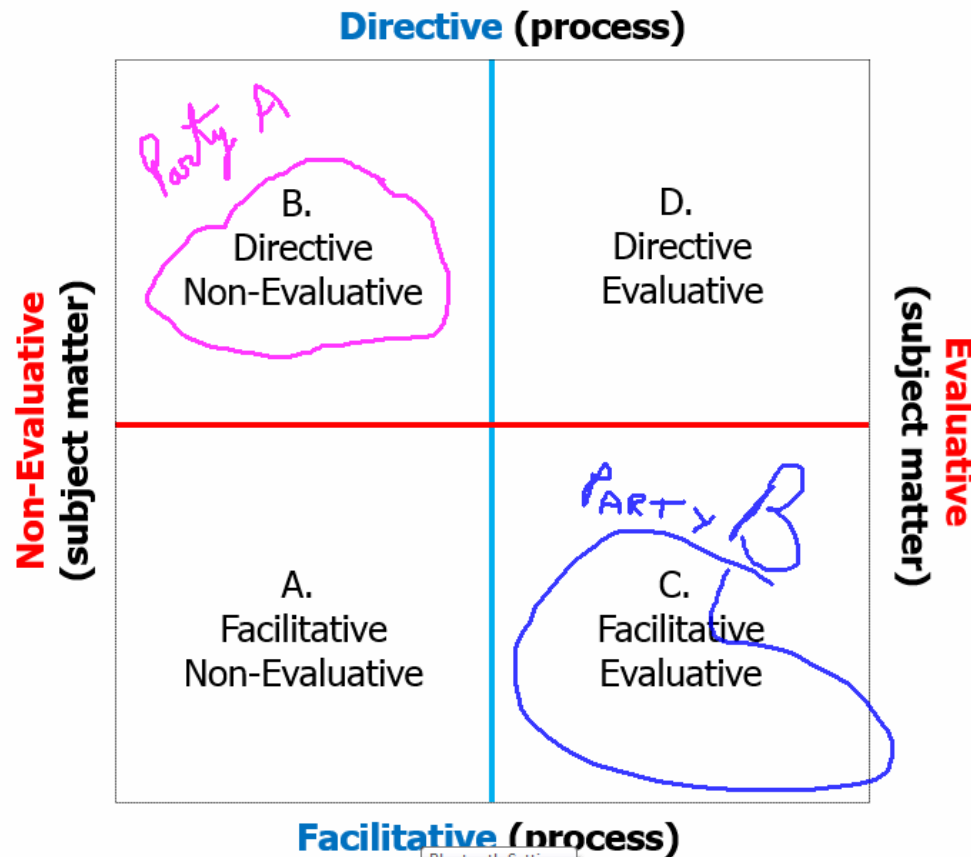 Directive (process)
Party A
B.
Directive
Non-Evaluative
D.
Directive
Evaluative
Non-Evaluative
(subject matter)
(subject matter)
Evaluative
PARTY B
A.
Facilitative
Non-Evaluative
C.
Facilitative
Evaluative
Facilitative (process)